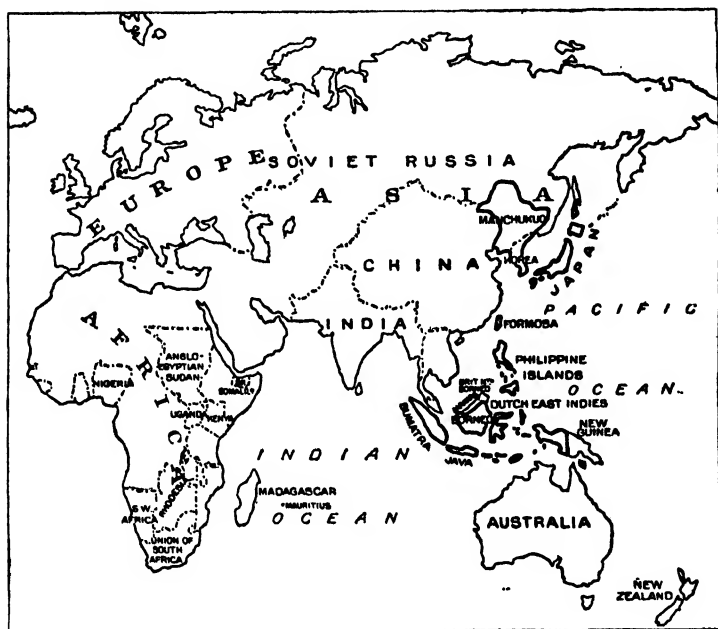 EUROPE
SOVIET RUSSIA
ASIA
MANCHUKUO
KOREA
JAPAN
CHINA
INDIA
PACIFIC
OCEAN
FORMOSA
PHILIPPINE
ISLANDS
AFRICA
ANGLO-
EGYPTIAN
SUDAN
NIGERIA
UGANDA
KENYA
BORNEO
DUTCH EAST INDIES
SUMATRA
BORNEO
NEW
GUINEA
JAVA
INDIAN
OCEAN
MADAGASCAR
MAURITIUS
RHODESIA
S.W.
AFRICA
UNION OF
SOUTH
AFRICA
AUSTRALIA
NEW
ZEALAND